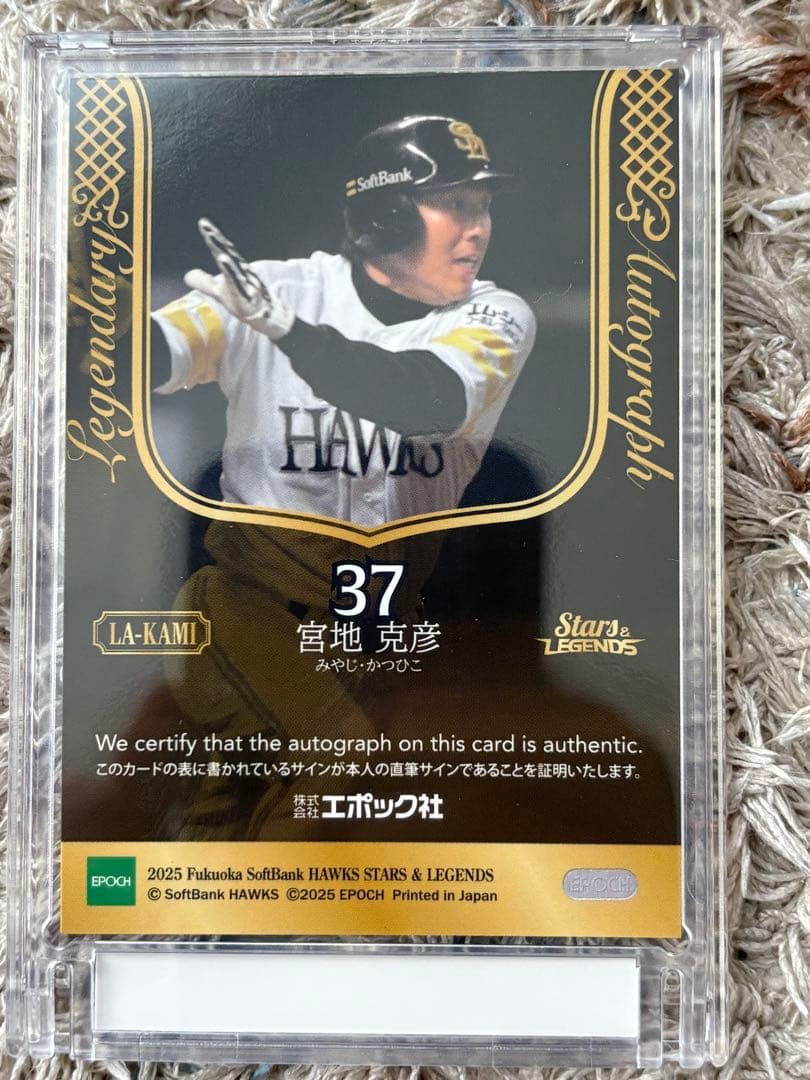 SH
SoftBank
エムシー
HAWKS
Legendary
Autograph
37
LA-KAMI
宮地 克彦
みやじ・かつひこ
Stars &
LEGENDS
We certify that the autograph on this card is authentic.
このカードの表に書かれているサインが本人の直筆サインであることを証明いたします。
株式会社エポック社
EPOCH
2025 Fukuoka SoftBank HAWKS STARS & LEGENDS
© SoftBank HAWKS ©2025 EPOCH Printed in Japan
EPOCH